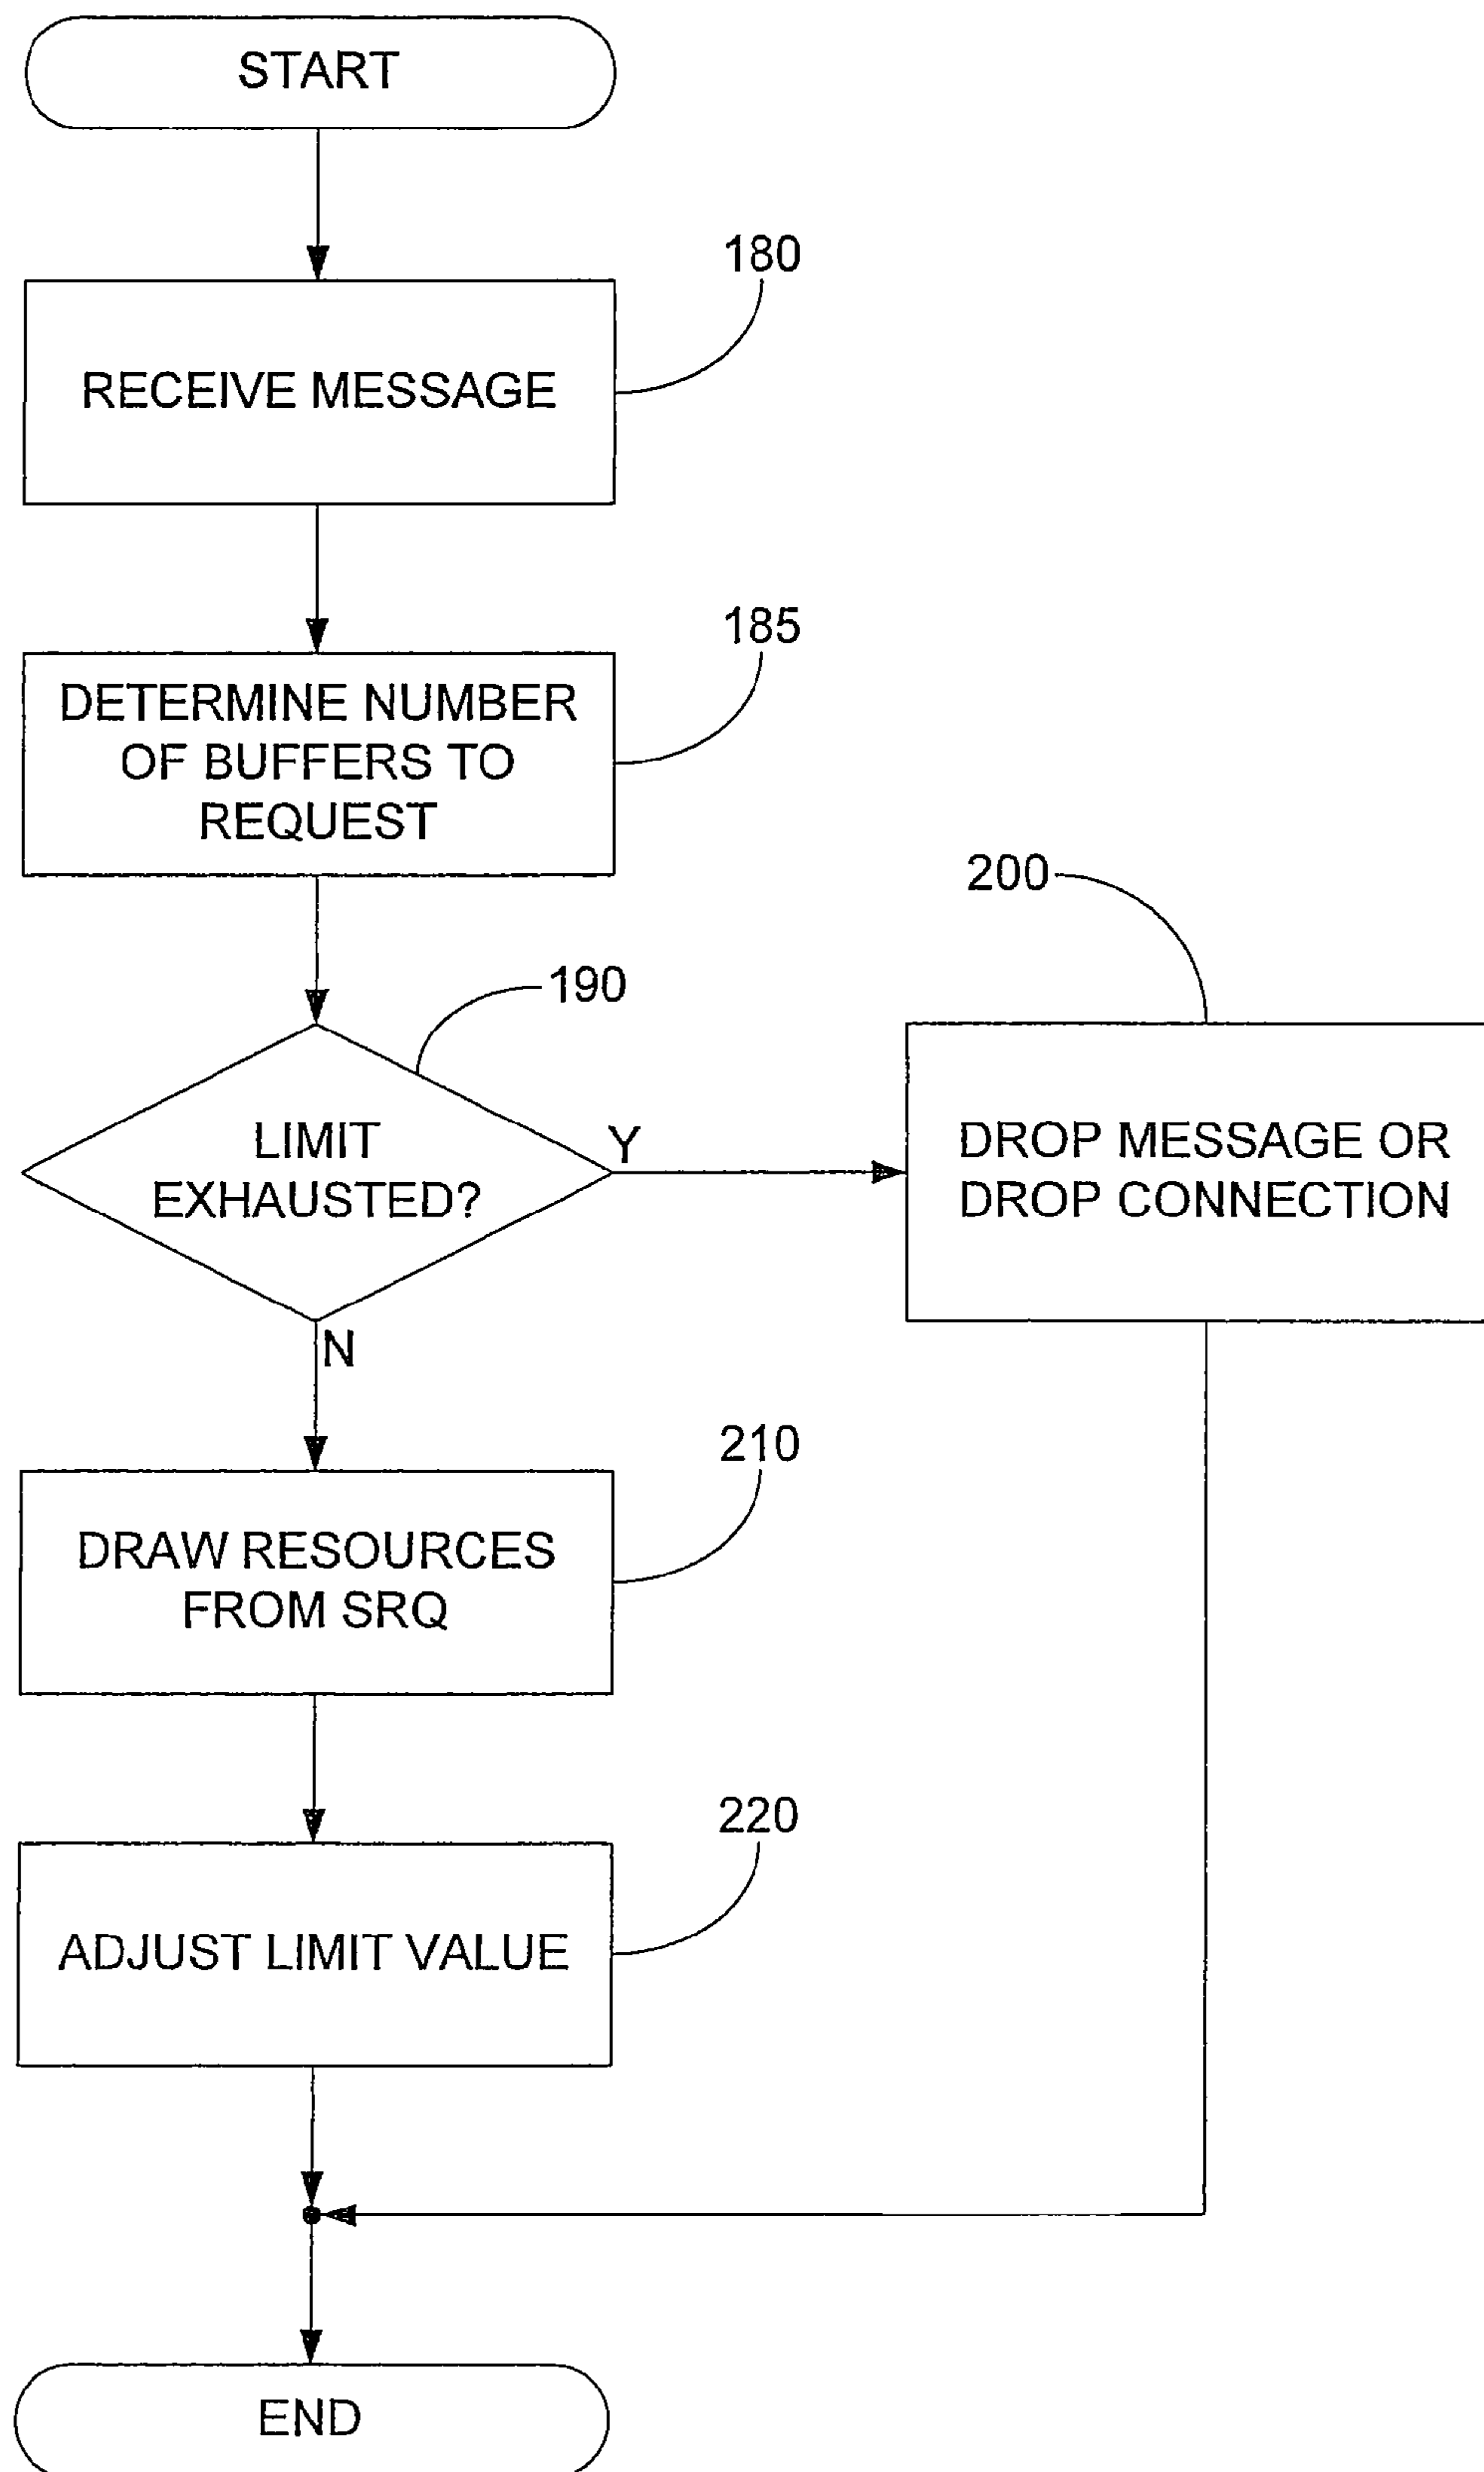 START
180
RECEIVE MESSAGE
185
DETERMINE NUMBER
OF BUFFERS TO
REQUEST
200
190
LIMIT
EXHAUSTED?
Y
DROP MESSAGE OR
DROP CONNECTION
N
210
DRAW RESOURCES
FROM SRQ
220
ADJUST LIMIT VALUE
END